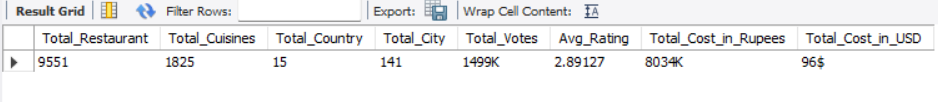 Result Grid Filter Rows: Export: Wrap Cell Content: IA
Total_Restaurant Total_Cuisines Total_Country Total_City Total_Votes Avg_Rating Total_Cost_in_Rupees Total_Cost_in_USD
9551 1825 15 141 1499K 2.89127 8034K 96$